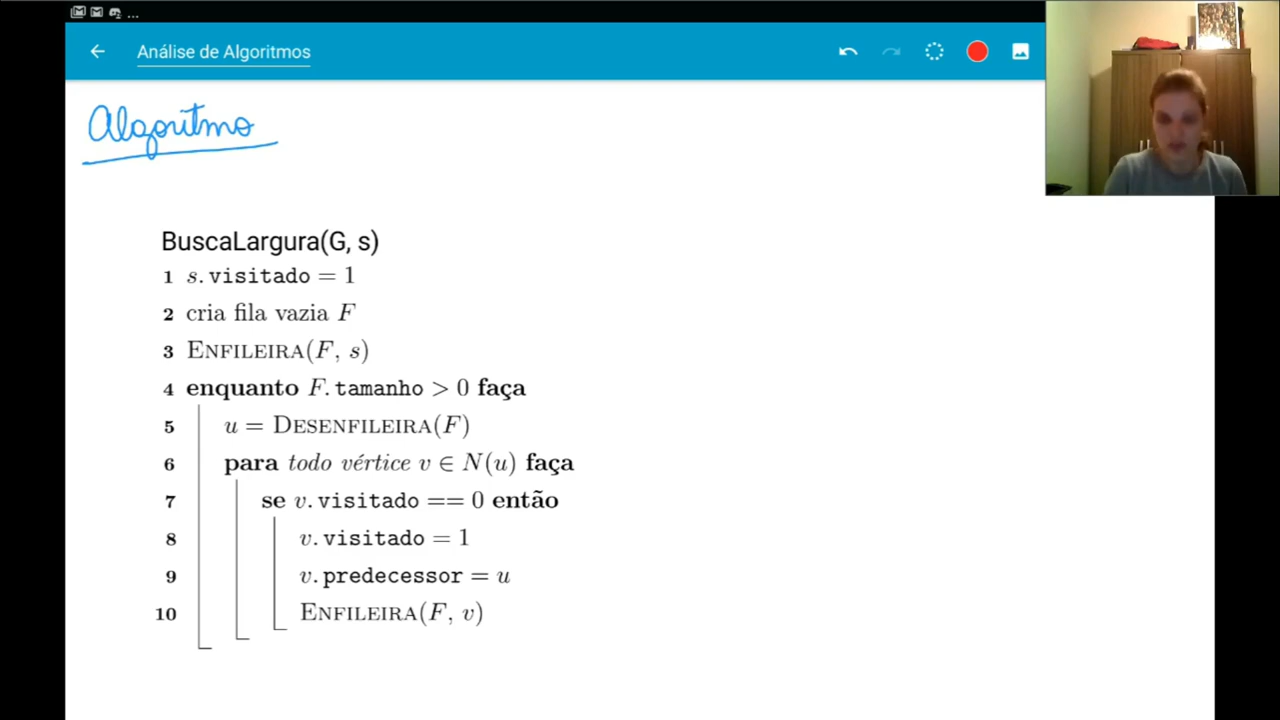 ...
Análise de Algoritmos
Algoritmo
BuscaLargura(G, s)
1 s.visitado = 1
2 cria fila vazia F
3 ENFILEIRA(F, s)
4 enquanto F.tamanho > 0 faça
5 u = DESENFILEIRA(F)
6 para todo vértice v ∈ N(u) faça
7 se v.visitado == 0 então
8 v.visitado = 1
9 v.predecessor = u
10 ENFILEIRA(F, v)